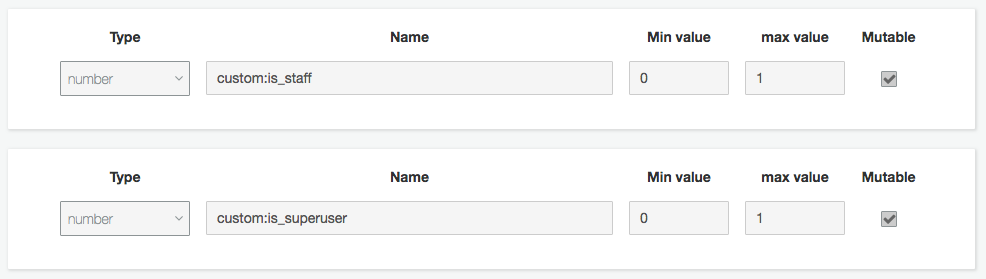 Type Name Min value max value Mutable
number custom:is_staff 0 1
Type Name Min value max value Mutable
number custom:is_superuser 0 1